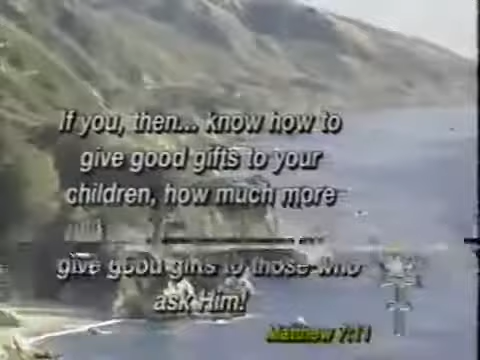 If you, then... know how to
give good gifts to your
children, how much more
will
give good gifts to those who
ask Him!
Matthew 7:11